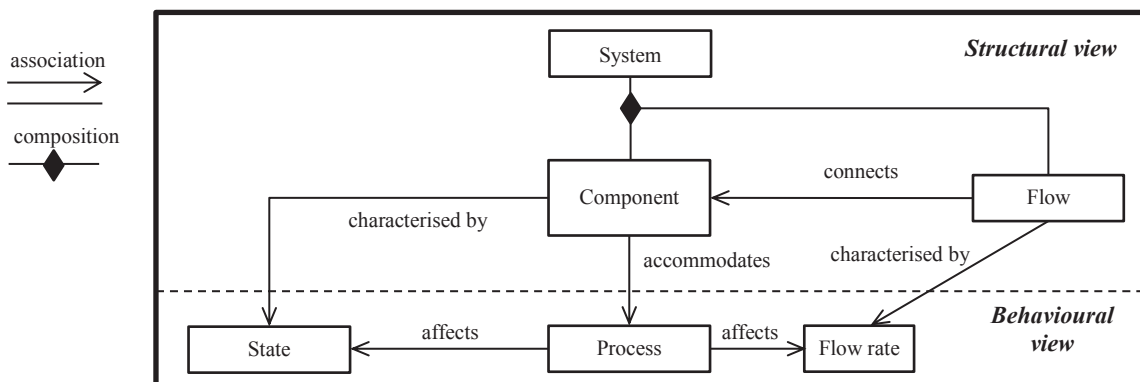 System
Structural view
association
composition
Component
connects
Flow
characterised by
accommodates
characterised by
Behavioural
view
State
affects
Process
affects
Flow rate